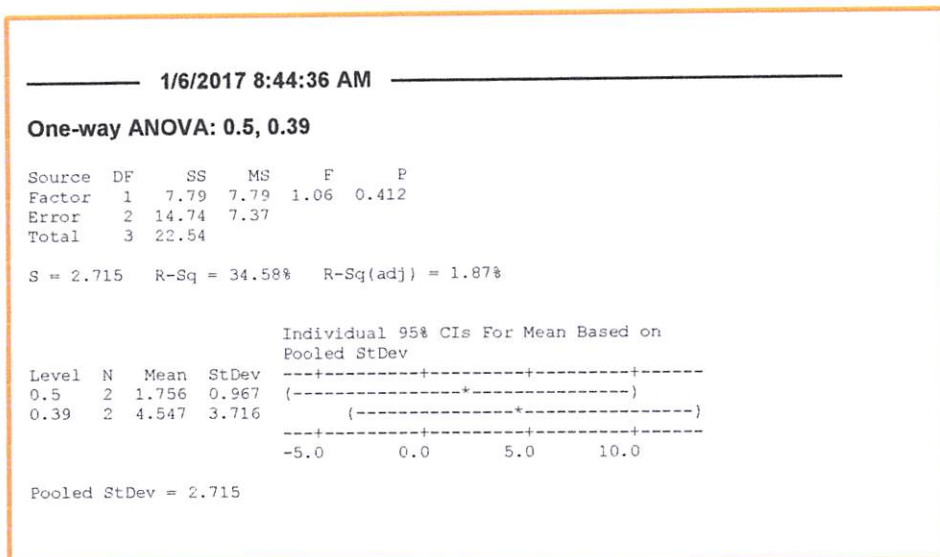 1/6/2017 8:44:36 AM
One-way ANOVA: 0.5, 0.39
Source  DF     SS    MS     F      P
Factor   1   7.79  7.79  1.06  0.412
Error    2  14.74  7.37
Total    3  22.54
S = 2.715   R-Sq = 34.58%   R-Sq(adj) = 1.87%
Individual 95% CIs For Mean Based on
Pooled StDev
Level  N   Mean  StDev  ---+---------+---------+---------+------
0.5    2  1.756  0.967  (----------------*---------------)
0.39   2  4.547  3.716        (---------------*----------------)
---+---------+---------+---------+------
-5.0       0.0       5.0      10.0
Pooled StDev = 2.715